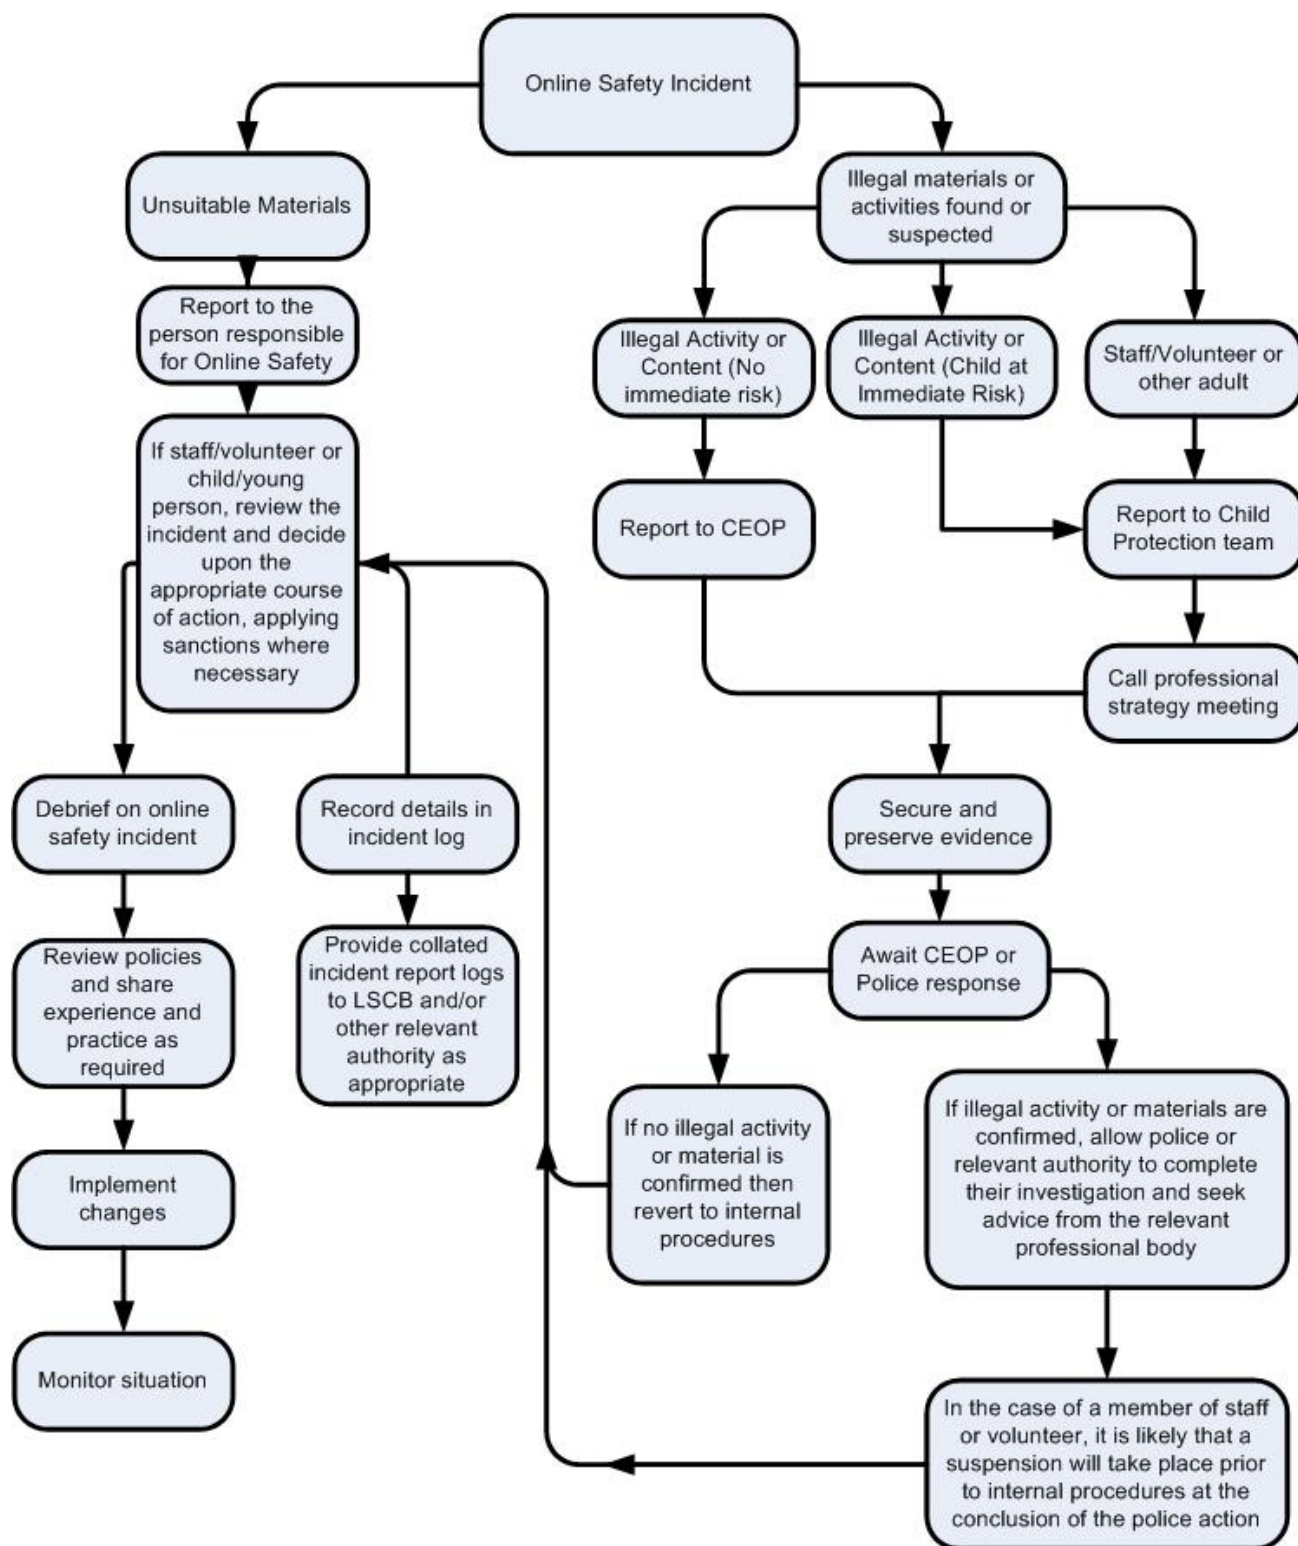 Online Safety Incident
Unsuitable Materials
Illegal materials or
activities found or
suspected
Report to the
person responsible
for Online Safety
Illegal Activity or
Content (No
immediate risk)
Illegal Activity or
Content (Child at
Immediate Risk)
Staff/Volunteer or
other adult
If staff/volunteer or
child/young
person, review the
incident and decide
upon the
appropriate course
of action, applying
sanctions where
necessary
Report to CEOP
Report to Child
Protection team
Call professional
strategy meeting
Debrief on online
safety incident
Record details in
incident log
Secure and
preserve evidence
Review policies
and share
experience and
practice as
required
Provide collated
incident report logs
to LSCB and/or
other relevant
authority as
appropriate
Await CEOP or
Police response
If no illegal activity
or material is
confirmed then
revert to internal
procedures
If illegal activity or materials are
confirmed, allow police or
relevant authority to complete
their investigation and seek
advice from the relevant
professional body
Implement
changes
Monitor situation
In the case of a member of staff
or volunteer, it is likely that a
suspension will take place prior
to internal procedures at the
conclusion of the police action